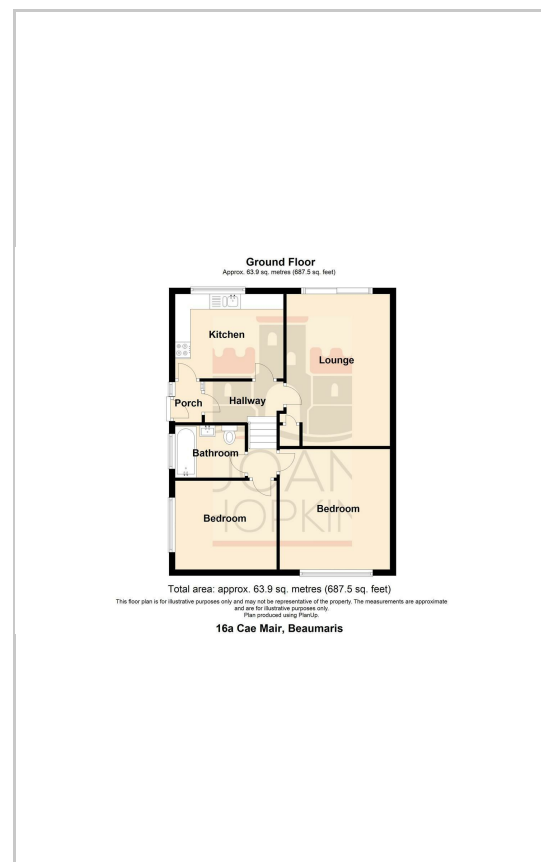 Ground Floor
Approx. 63.9 sq. metres (687.5 sq. feet)
Kitchen
Lounge
Porch
Hallway
Bathroom
JOAN
HOPKIN
Bedroom
Bedroom
Total area: approx. 63.9 sq. metres (687.5 sq. feet)
This floor plan is for illustrative purposes only and may not be representative of the property. The measurements are approximate
and are for illustrative purposes only.
Plan produced using PlanUp.
16a Cae Mair, Beaumaris